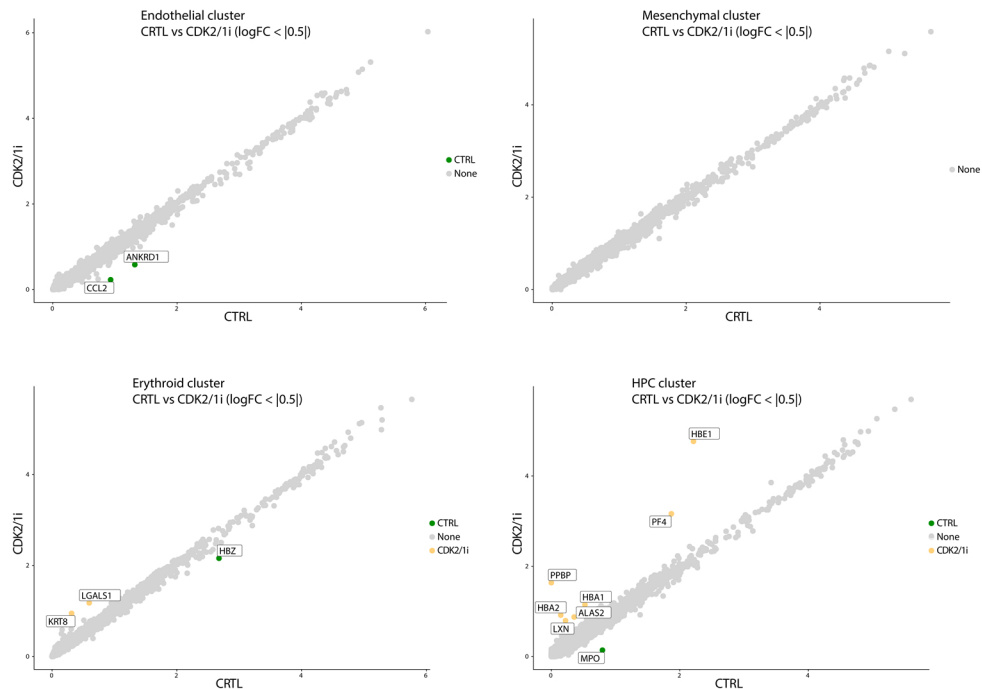 Endothelial cluster
CRTL vs CDK2/1i (logFC < |0.5|)
6
4
2
0
CDK2/1i
ANKRD1
CCL2
CTRL
None
0
2
4
6
CTRL
Mesenchymal cluster
CRTL vs CDK2/1i (logFC < |0.5|)
4
2
0
CDK2/1i
None
0
2
4
CRTL
Erythroid cluster
CRTL vs CDK2/1i (logFC < |0.5|)
4
2
0
CDK2/1i
HBZ
LGALS1
KRT8
CTRL
None
CDK2/1i
0
2
4
CRTL
HPC cluster
CRTL vs CDK2/1i (logFC < |0.5|)
4
2
0
CDK2/1i
HBE1
PF4
PPBP
HBA1
HBA2
ALAS2
LXN
MPO
CTRL
None
CDK2/1i
0
2
4
CTRL